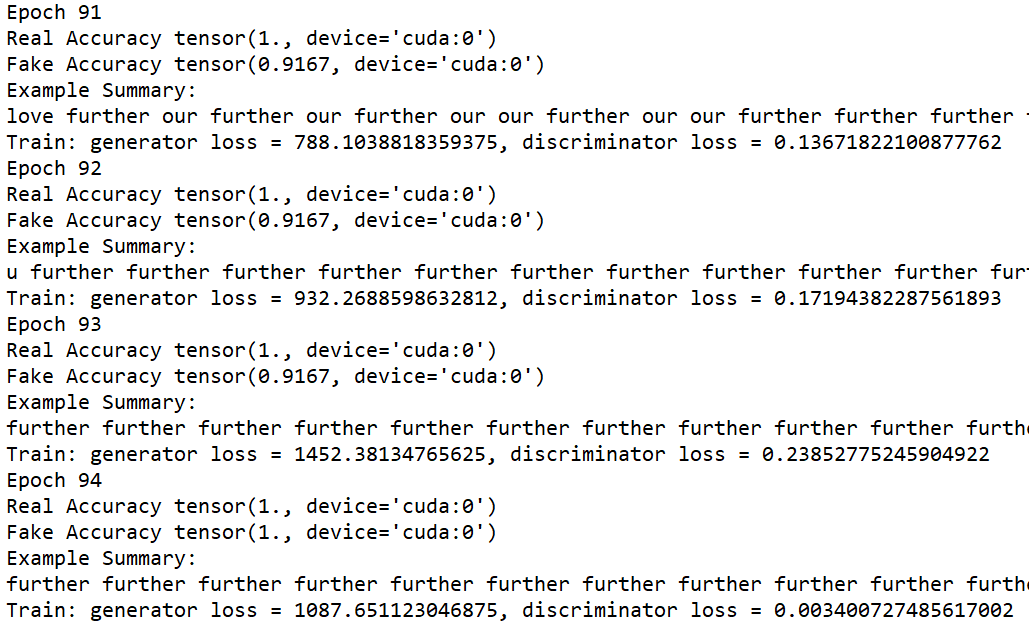 Epoch 91
Real Accuracy tensor(1., device='cuda:0')
Fake Accuracy tensor(0.9167, device='cuda:0')
Example Summary:
love further our further our further our our further our our further further further
Train: generator loss = 788.1038818359375, discriminator loss = 0.13671822100877762
Epoch 92
Real Accuracy tensor(1., device='cuda:0')
Fake Accuracy tensor(0.9167, device='cuda:0')
Example Summary:
u further further further further further further further further further further
Train: generator loss = 932.2688598632812, discriminator loss = 0.17194382287561893
Epoch 93
Real Accuracy tensor(1., device='cuda:0')
Fake Accuracy tensor(0.9167, device='cuda:0')
Example Summary:
further further further further further further further further further further
Train: generator loss = 1452.38134765625, discriminator loss = 0.23852775245904922
Epoch 94
Real Accuracy tensor(1., device='cuda:0')
Fake Accuracy tensor(1., device='cuda:0')
Example Summary:
further further further further further further further further further further
Train: generator loss = 1087.651123046875, discriminator loss = 0.003400727485617002